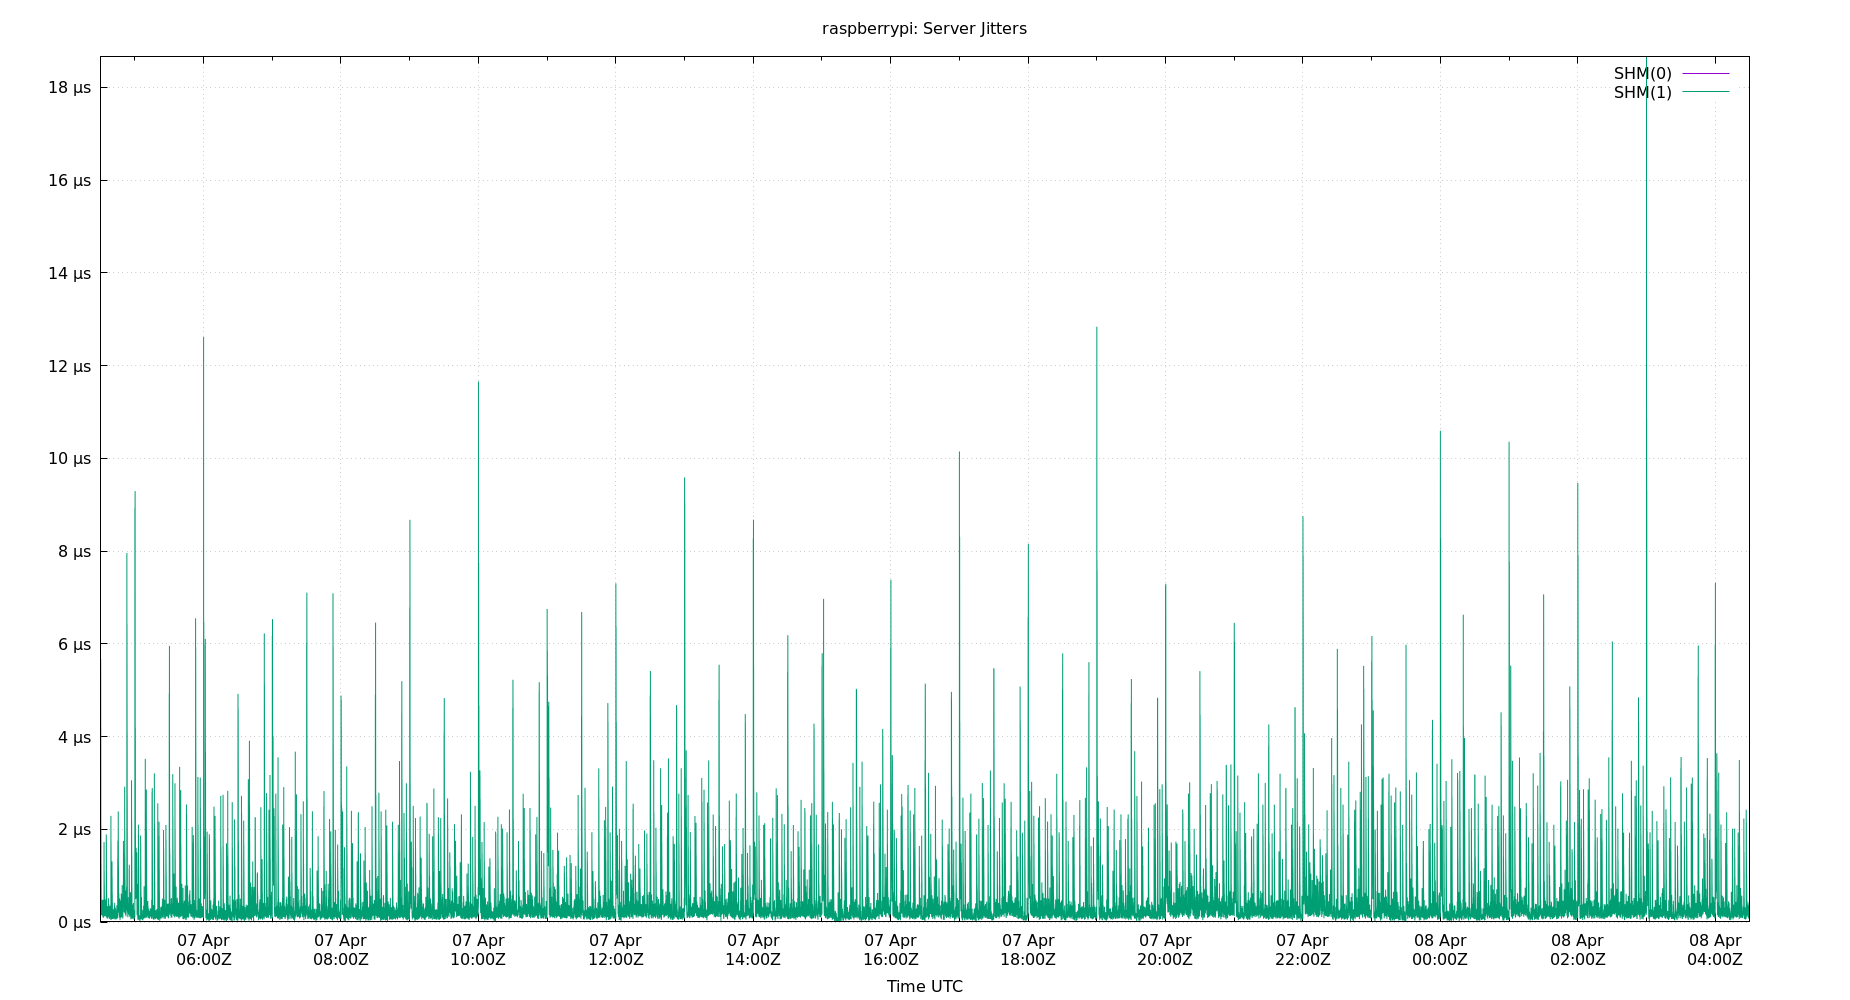 raspberrypi: Server Jitters
SHM(0)
SHM(1)
18 µs
16 µs
14 µs
12 µs
10 µs
8 µs
6 µs
4 µs
2 µs
0 µs
07 Apr 07 Apr 07 Apr 07 Apr 07 Apr 07 Apr 07 Apr 07 Apr 07 Apr 08 Apr 08 Apr 08 Apr
06:00Z 08:00Z 10:00Z 12:00Z 14:00Z 16:00Z 18:00Z 20:00Z 22:00Z 00:00Z 02:00Z 04:00Z
Time UTC